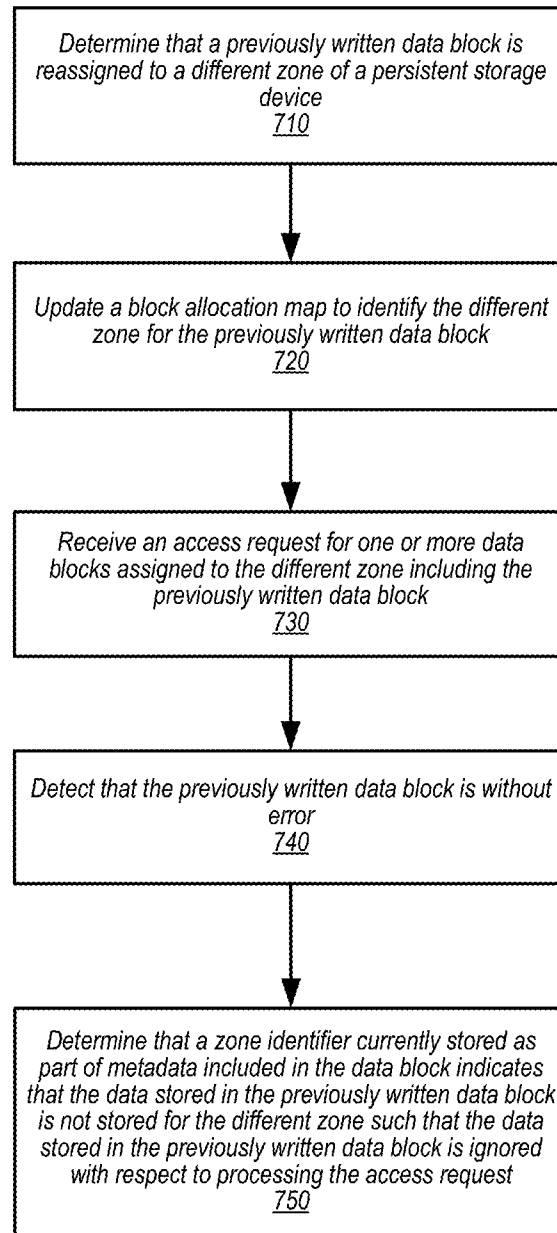 Determine that a previously written data block is
reassigned to a different zone of a persistent storage
device
710
Update a block allocation map to identify the different
zone for the previously written data block
720
Receive an access request for one or more data
blocks assigned to the different zone including the
previously written data block
730
Detect that the previously written data block is without
error
740
Determine that a zone identifier currently stored as
part of metadata included in the data block indicates
that the data stored in the previously written data block
is not stored for the different zone such that the data
stored in the previously written data block is ignored
with respect to processing the access request
750